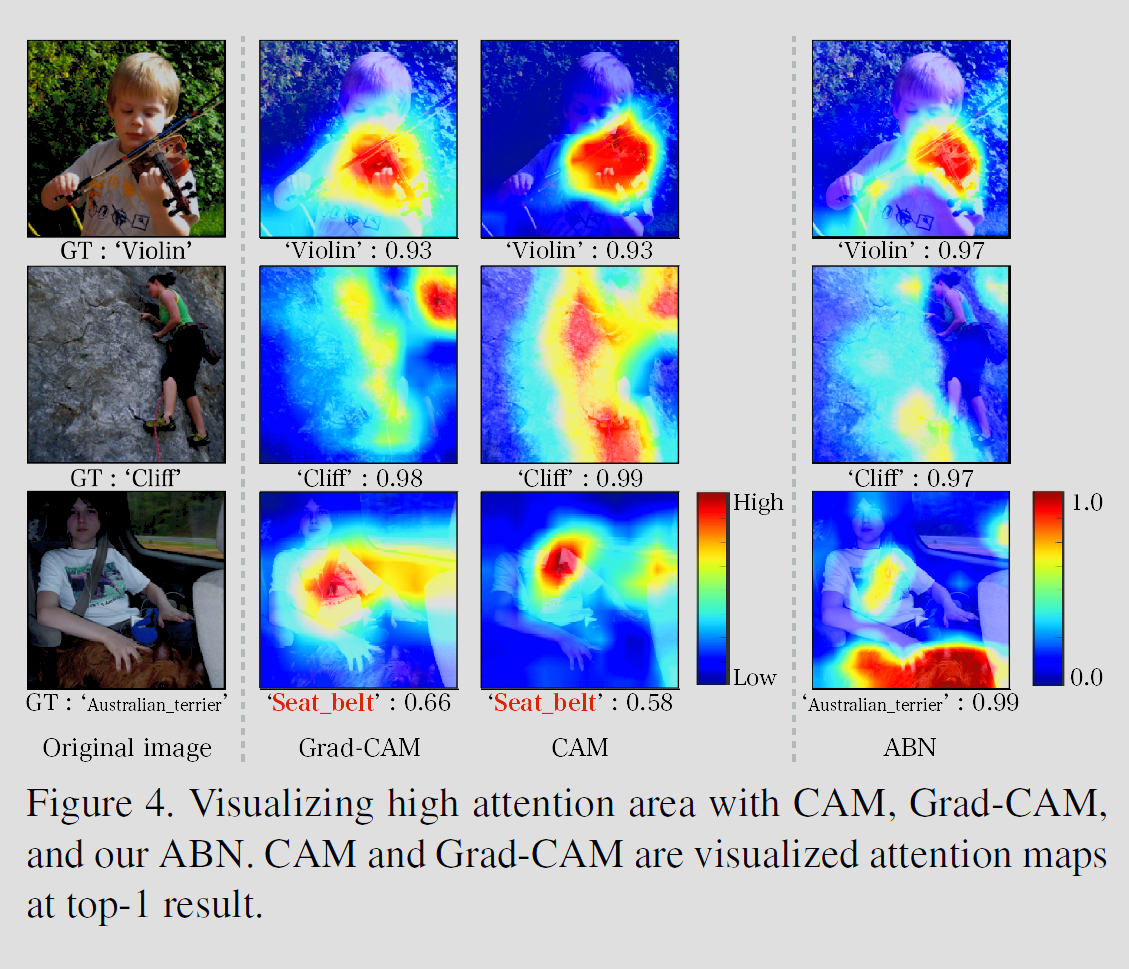 GT : ‘Violin’
‘Violin’ : 0.93
‘Violin’ : 0.93
‘Violin’ : 0.97
GT : ‘Cliff’
‘Cliff’ : 0.98
‘Cliff’ : 0.99
‘Cliff’ : 0.97
High
Low
1.0
0.0
GT : ‘Australian_terrier’
‘Seat_belt’ : 0.66
‘Seat_belt’ : 0.58
‘Australian_terrier’ : 0.99
Original image
Grad-CAM
CAM
ABN
Figure 4. Visualizing high attention area with CAM, Grad-CAM,
and our ABN. CAM and Grad-CAM are visualized attention maps
at top-1 result.